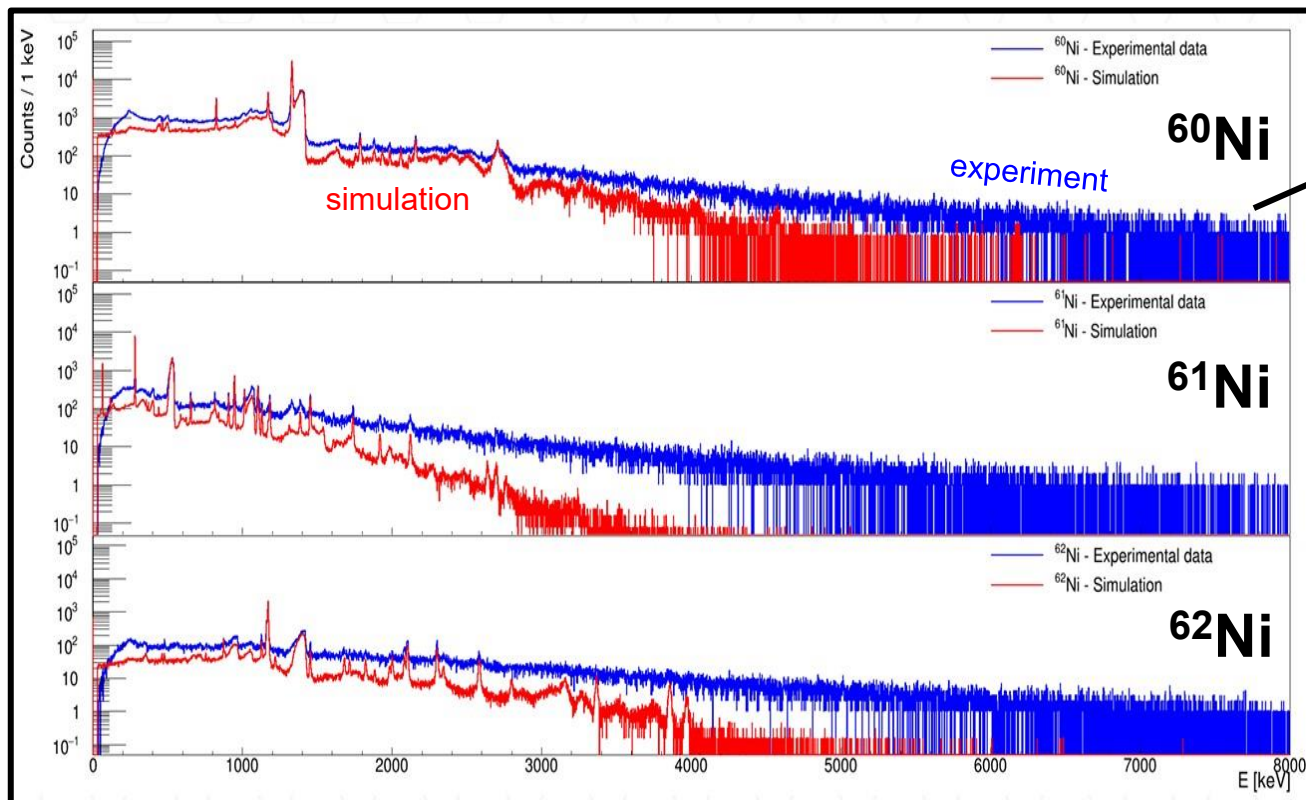 Counts / 1 keV
10⁵
10⁴
10³
10²
10
1
10⁻¹
⁶⁰Ni - Experimental data
⁶⁰Ni - Simulation
⁶⁰Ni
experiment
simulation
10⁵
10⁴
10³
10²
10
1
10⁻¹
⁶¹Ni - Experimental data
⁶¹Ni - Simulation
⁶¹Ni
10⁵
10⁴
10³
10²
10
1
10⁻¹
⁶²Ni - Experimental data
⁶²Ni - Simulation
⁶²Ni
0 1000 2000 3000 4000 5000 6000 7000 8000
E [keV]